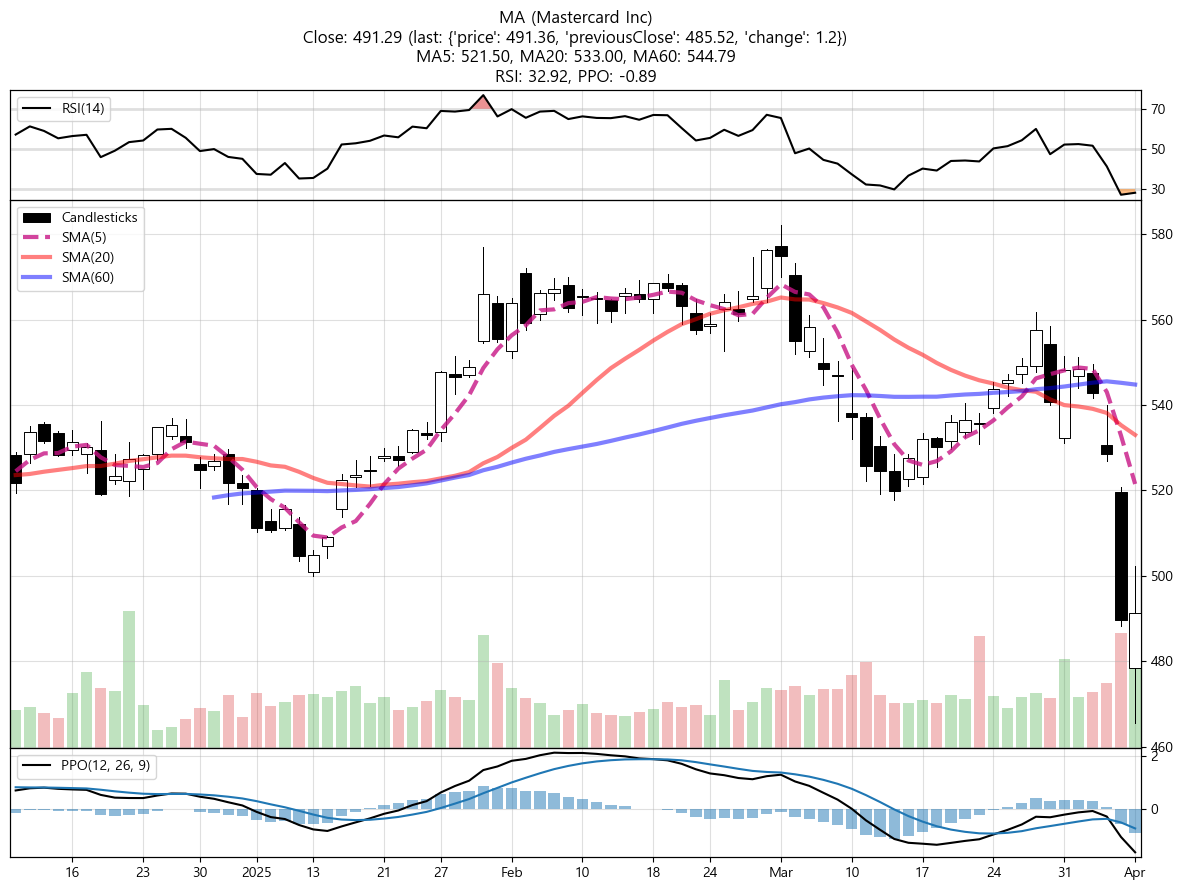 MA (Mastercard Inc)
Close: 491.29 (last: {'price': 491.36, 'previousClose': 485.52, 'change': 1.2})
MA5: 521.50, MA20: 533.00, MA60: 544.79
RSI: 32.92, PPO: -0.89
RSI(14)
70
50
30
Candlesticks
SMA(5)
SMA(20)
SMA(60)
580
560
540
520
500
480
460
PPO(12, 26, 9)
2
0
16 23 30 2025 13 21 27 Feb 10 18 24 Mar 10 17 24 31 Apr